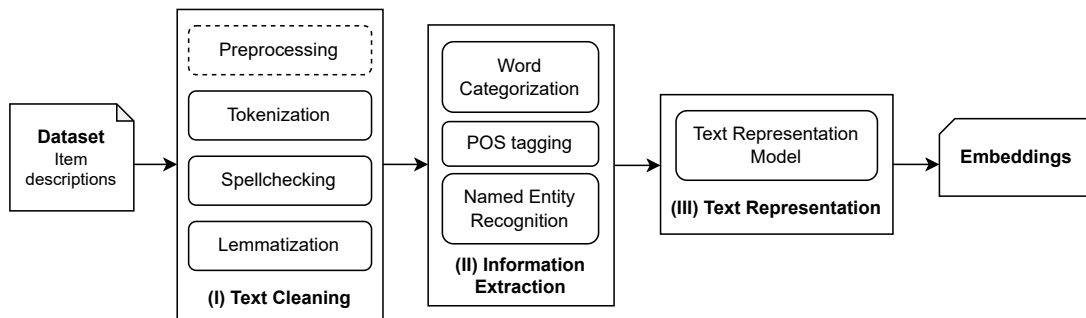 Dataset
Item
descriptions
Preprocessing
Tokenization
Spellchecking
Lemmatization
(I) Text Cleaning
Word
Categorization
POS tagging
Named Entity
Recognition
(II) Information
Extraction
Text Representation
Model
(III) Text Representation
Embeddings